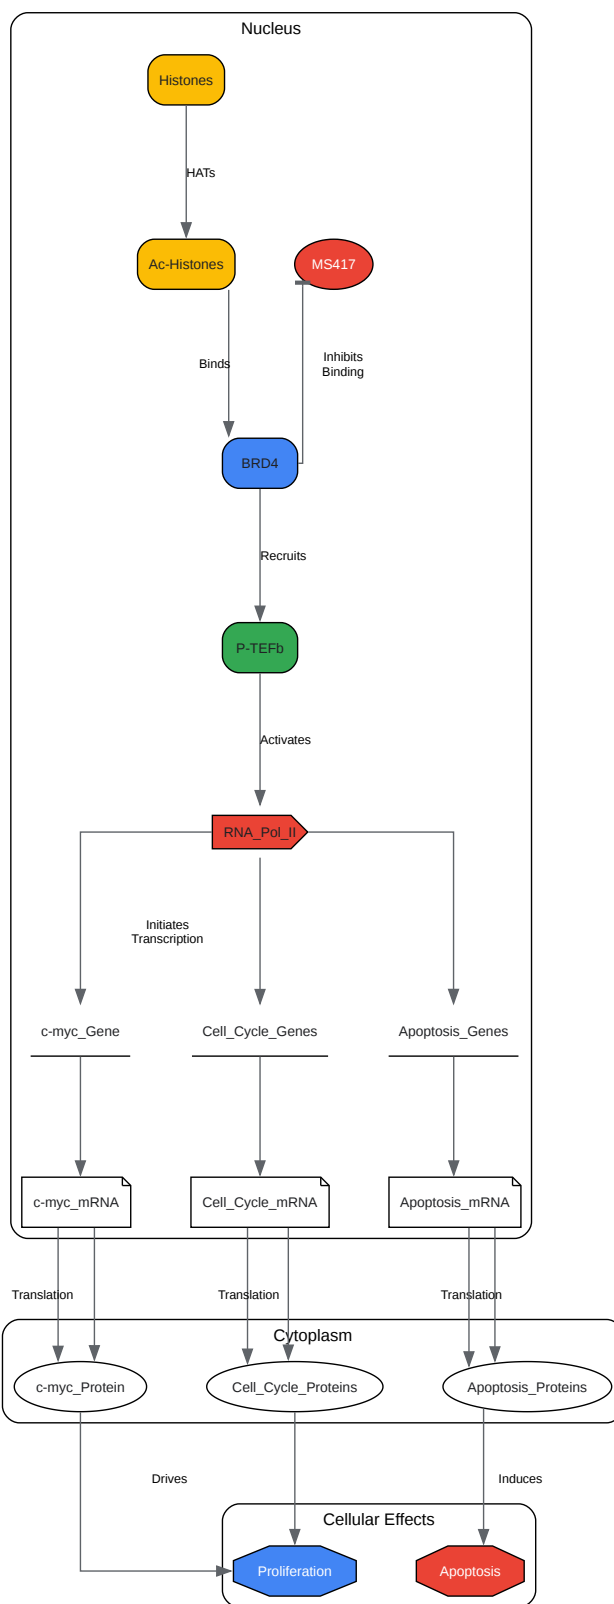 Nucleus
Histones
HATs
Ac-Histones
MS417
Binds
Inhibits
Binding
BRD4
Recruits
P-TEFb
Activates
RNA_Pol_II
Initiates
Transcription
c-myc_Gene
Cell_Cycle_Genes
Apoptosis_Genes
c-myc_mRNA
Cell_Cycle_mRNA
Apoptosis_mRNA
Translation
Translation
Translation
Cytoplasm
c-myc_Protein
Cell_Cycle_Proteins
Apoptosis_Proteins
Drives
Induces
Cellular Effects
Proliferation
Apoptosis